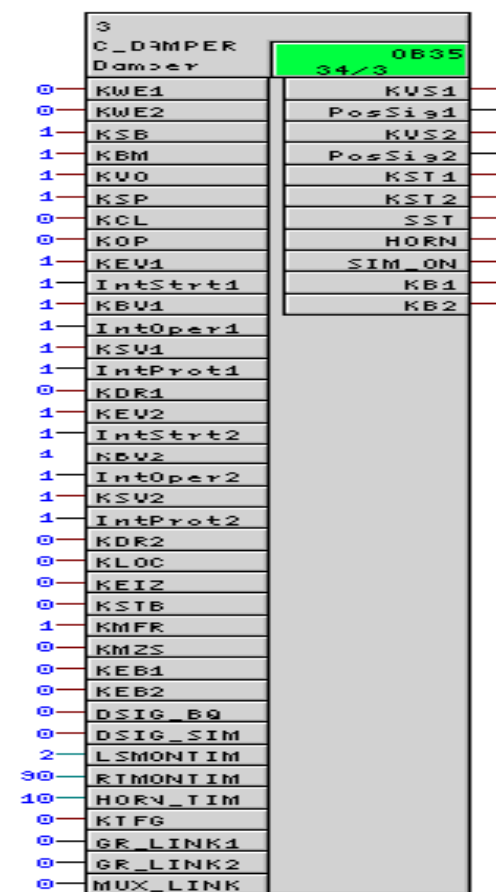 3
C_DAMPER
Damper
OB35
34/3
0 KWE1 KVS1
0 KWE2 PosSig1
1 KSB KVS2
1 KBM PosSig2
1 KVO KST1
1 KSP KST2
0 KCL SST
0 KOP HORN
1 KEV1 SIM_ON
1 IntStrt1 KB1
1 KBV1 KB2
1 IntOper1
1 KSV1
1 IntProt1
0 KDR1
1 KEV2
1 IntStrt2
1 KBV2
1 IntOper2
1 KSV2
1 IntProt2
0 KDR2
0 KLOC
0 KEIZ
0 KSTB
1 KMFR
0 KMZS
0 KEB1
0 KEB2
0 DSIG_BQ
0 DSIG_SIM
2 LSMONTIM
90 RTMONTIM
10 HORN_TIM
0 KTFG
0 GR_LINK1
0 GR_LINK2
0 MUX_LINK